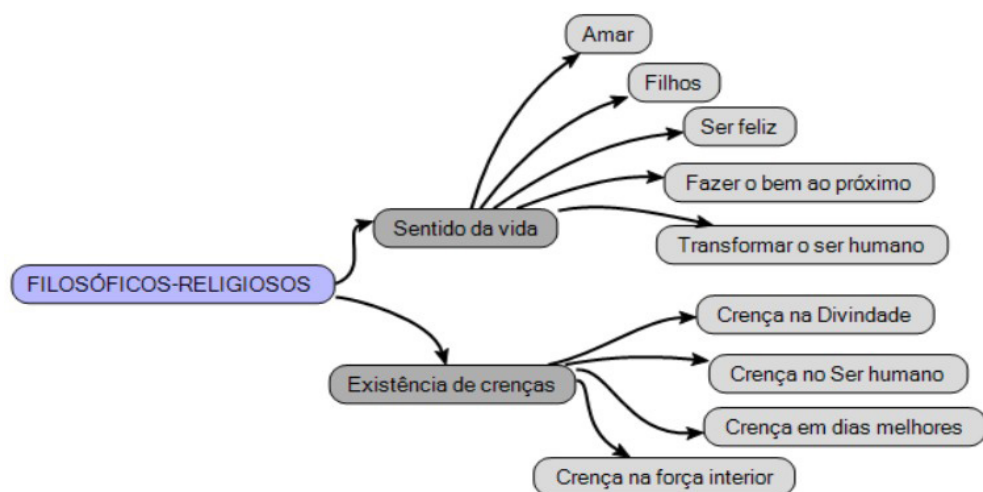 Amar
Filhos
Ser feliz
Fazer o bem ao próximo
Sentido da vida
Transformar o ser humano
FILOSÓFICOS-RELIGIOSOS
Crença na Divindade
Crença no Ser humano
Existência de crenças
Crença em dias melhores
Crença na força interior